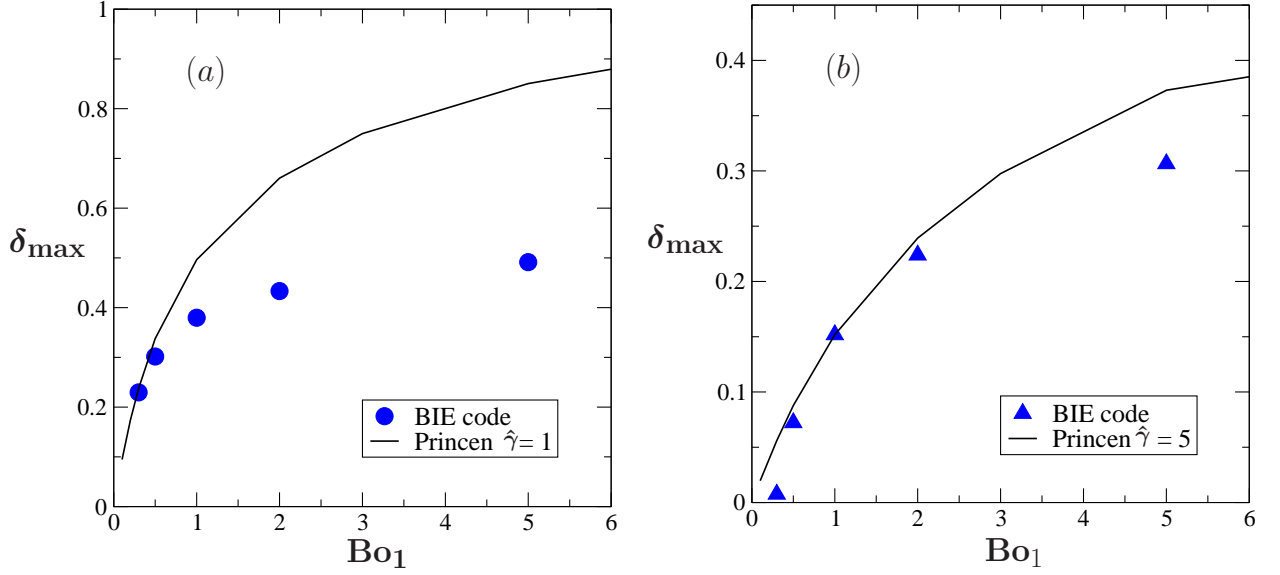 (a)
1
0.8
0.6
0.4
0.2
0
δmax
0 1 2 3 4 5 6
Bo1
BIE code
Princen γ̂ = 1
(b)
0.4
0.3
0.2
0.1
0
δmax
0 1 2 3 4 5 6
Bo1
BIE code
Princen γ̂ = 5